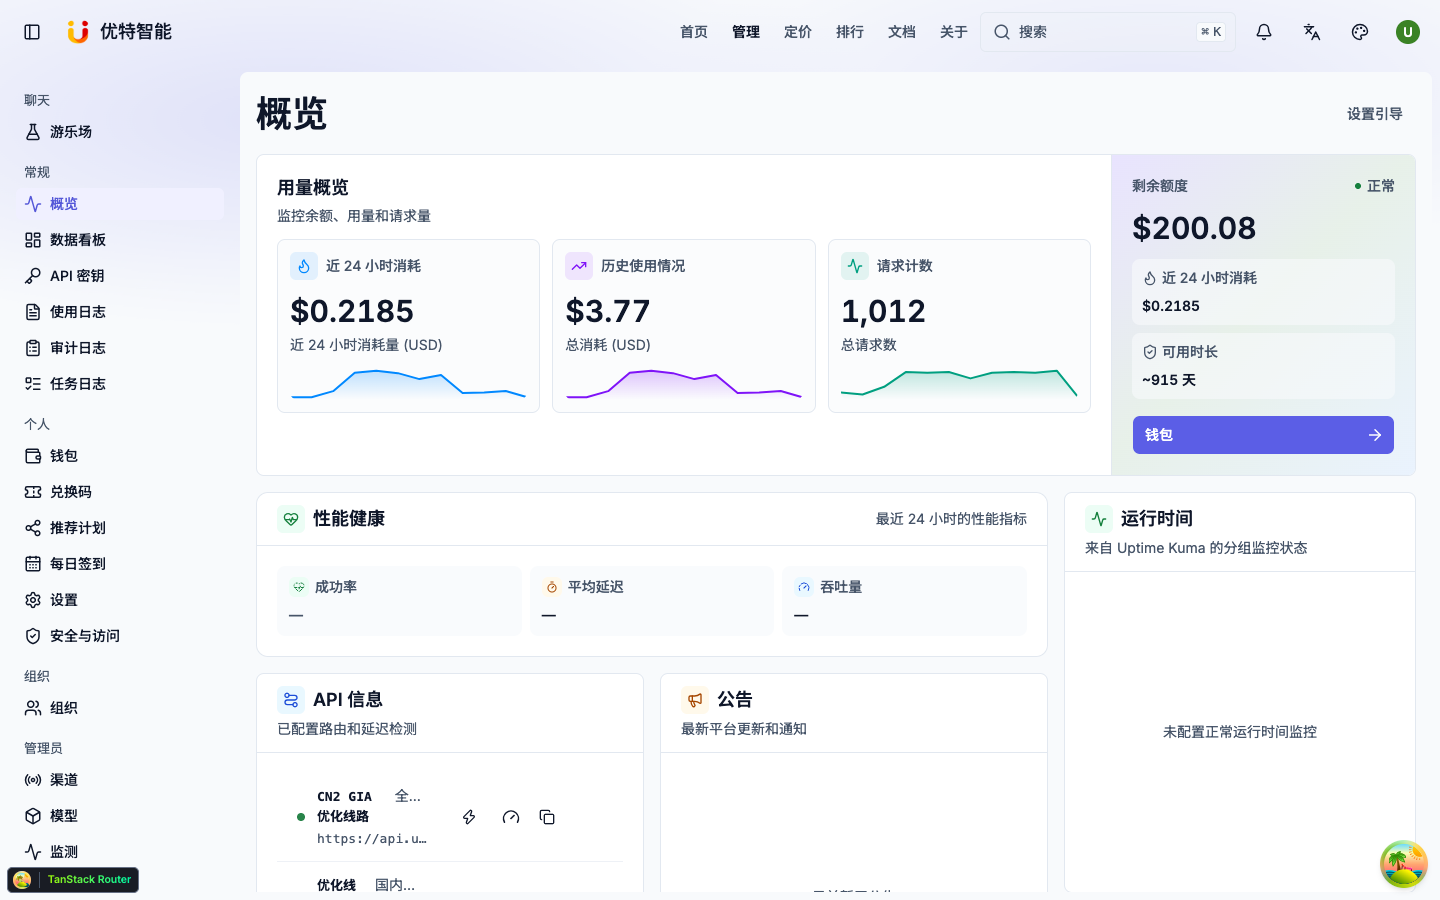 优特智能
首页
管理
定价
排行
文档
关于
搜索
⌘ K
U
聊天
游乐场
常规
概览
数据看板
API 密钥
使用日志
审计日志
任务日志
个人
钱包
兑换码
推荐计划
每日签到
设置
安全与访问
组织
组织
管理员
渠道
模型
监测
TanStack Router
概览
设置引导
用量概览
监控余额、用量和请求量
近 24 小时消耗
$0.2185
近 24 小时消耗量 (USD)
历史使用情况
$3.77
总消耗 (USD)
请求计数
1,012
总请求数
剩余额度
正常
$200.08
近 24 小时消耗
$0.2185
可用时长
~915 天
钱包
性能健康
最近 24 小时的性能指标
成功率
—
平均延迟
—
吞吐量
—
运行时间
来自 Uptime Kuma 的分组监控状态
未配置正常运行时间监控
API 信息
已配置路由和延迟检测
CN2 GIA 全...
优化线路
https://api.u…
优化线 国内...
公告
最新平台更新和通知